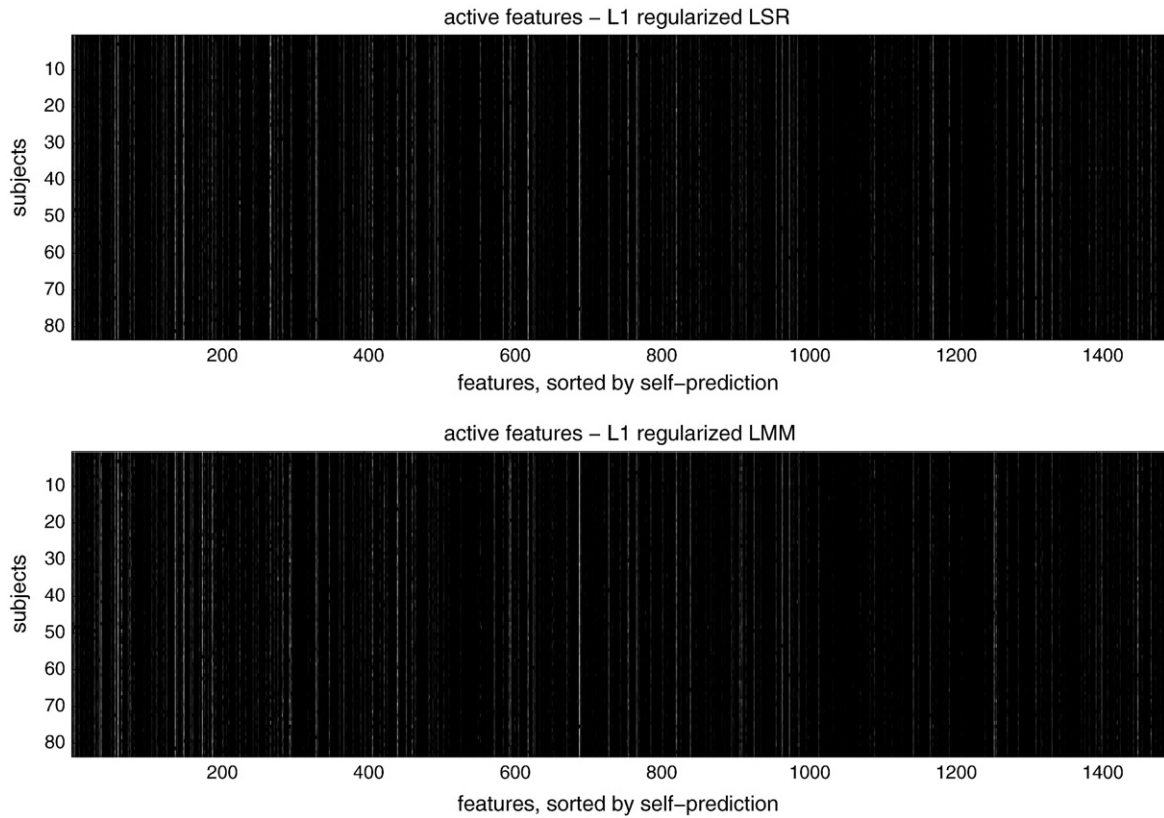 active features – L1 regularized LSR
10
20
30
40
50
60
70
80
subjects
200 400 600 800 1000 1200 1400
features, sorted by self−prediction
active features – L1 regularized LMM
10
20
30
40
50
60
70
80
subjects
200 400 600 800 1000 1200 1400
features, sorted by self−prediction